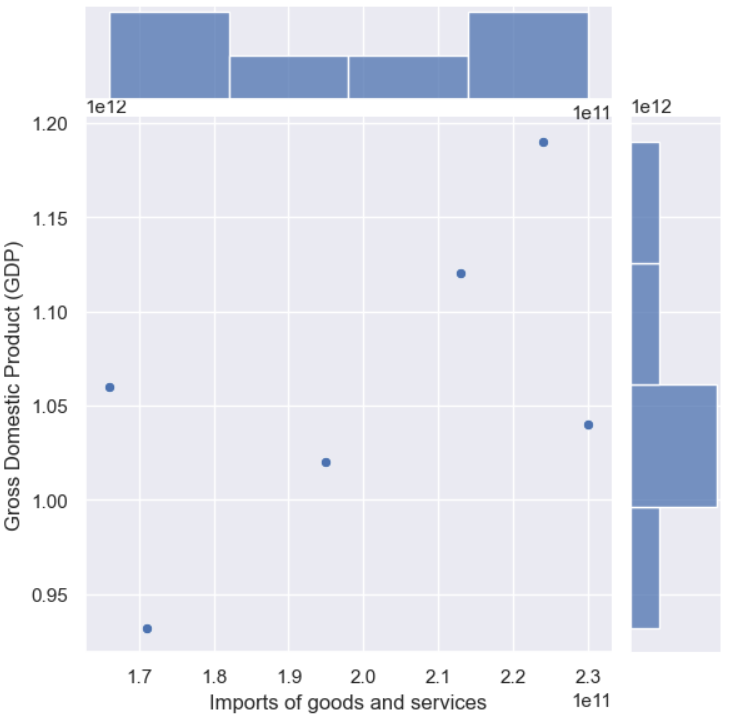 1e12
1e11
1e12
1.20
1.15
1.10
1.05
1.00
0.95
Gross Domestic Product (GDP)
1.7 1.8 1.9 2.0 2.1 2.2 2.3
Imports of goods and services
1e11